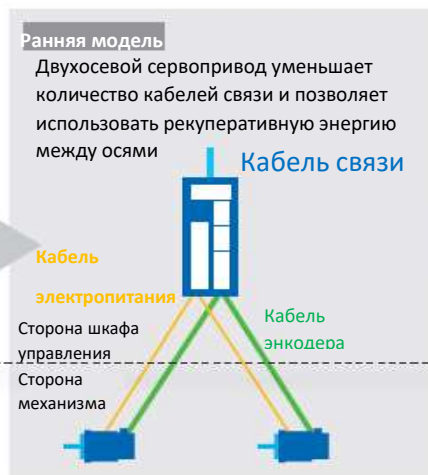 Ранняя модель
Двухосевой сервопривод уменьшает
количество кабелей связи и позволяет
использовать рекуперативную энергию
между осями
Кабель связи
Кабель
электропитания
Кабель
энкодера
Сторона шкафа
управления
Сторона
механизма